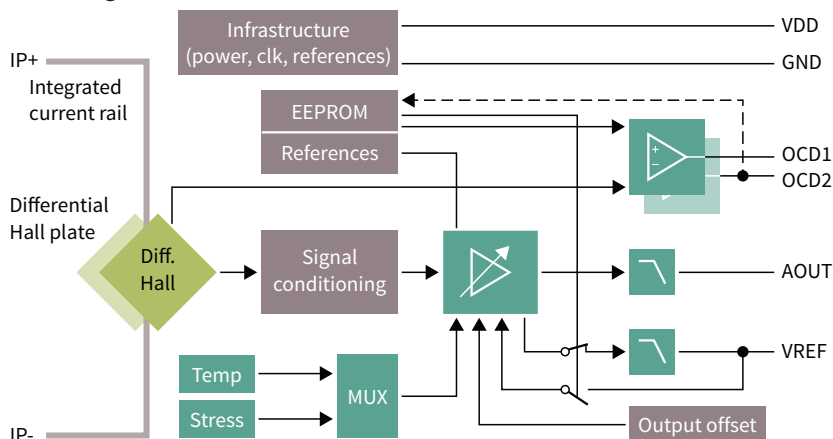 Infrastructure
(power, clk, references)
VDD
GND
IP+
Integrated
current rail
EEPROM
References
+
−
OCD1
OCD2
Differential
Hall plate
Diff.
Hall
Signal
conditioning
AOUT
VREF
Temp
Stress
MUX
Output offset
IP-